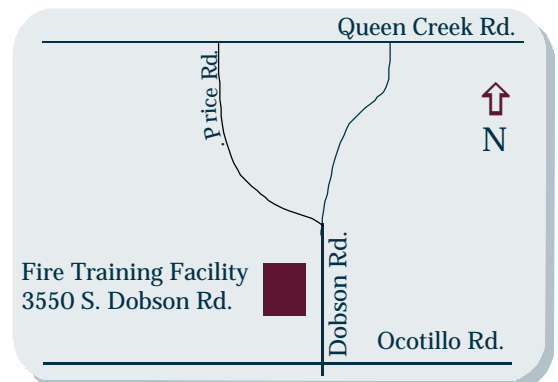 Queen Creek Rd.
Price Rd.
N
Fire Training Facility
3550 S. Dobson Rd.
Dobson Rd.
Ocotillo Rd.